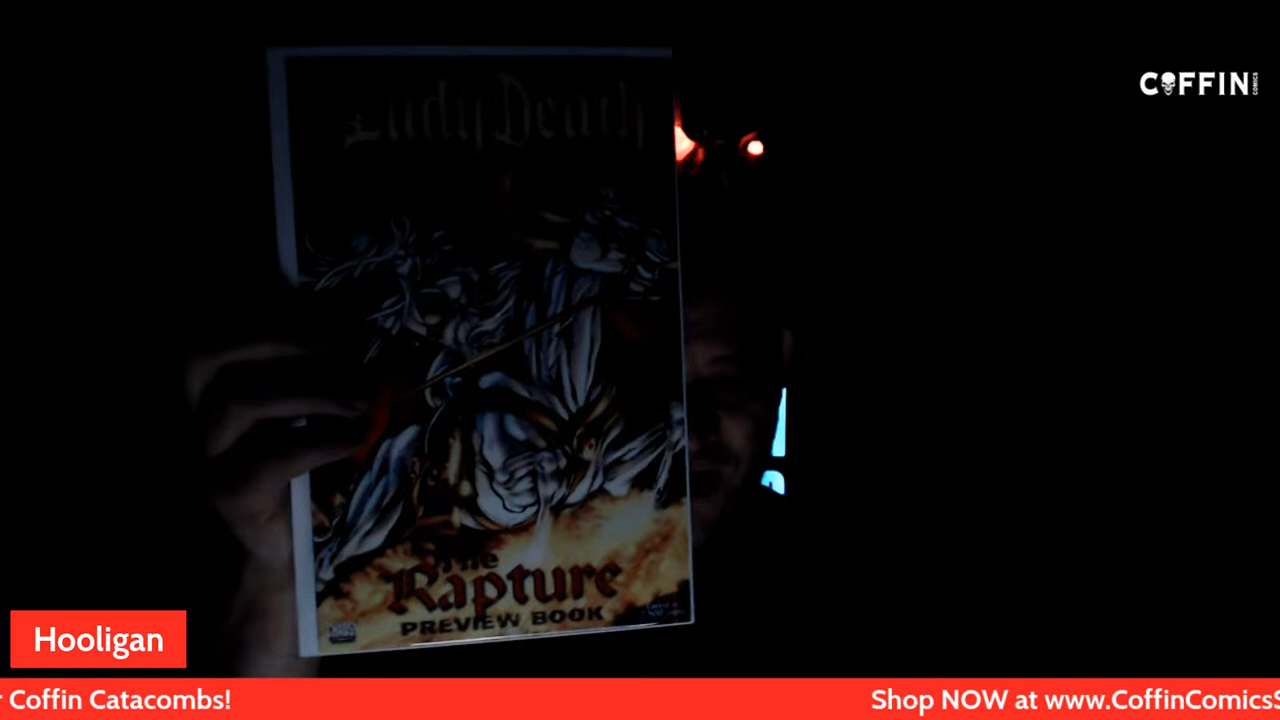 COFFIN
COMICS
Lady Death
The
Rapture
PREVIEW BOOK
Hooligan
r Coffin Catacombs!
Shop NOW at www.CoffinComicsS